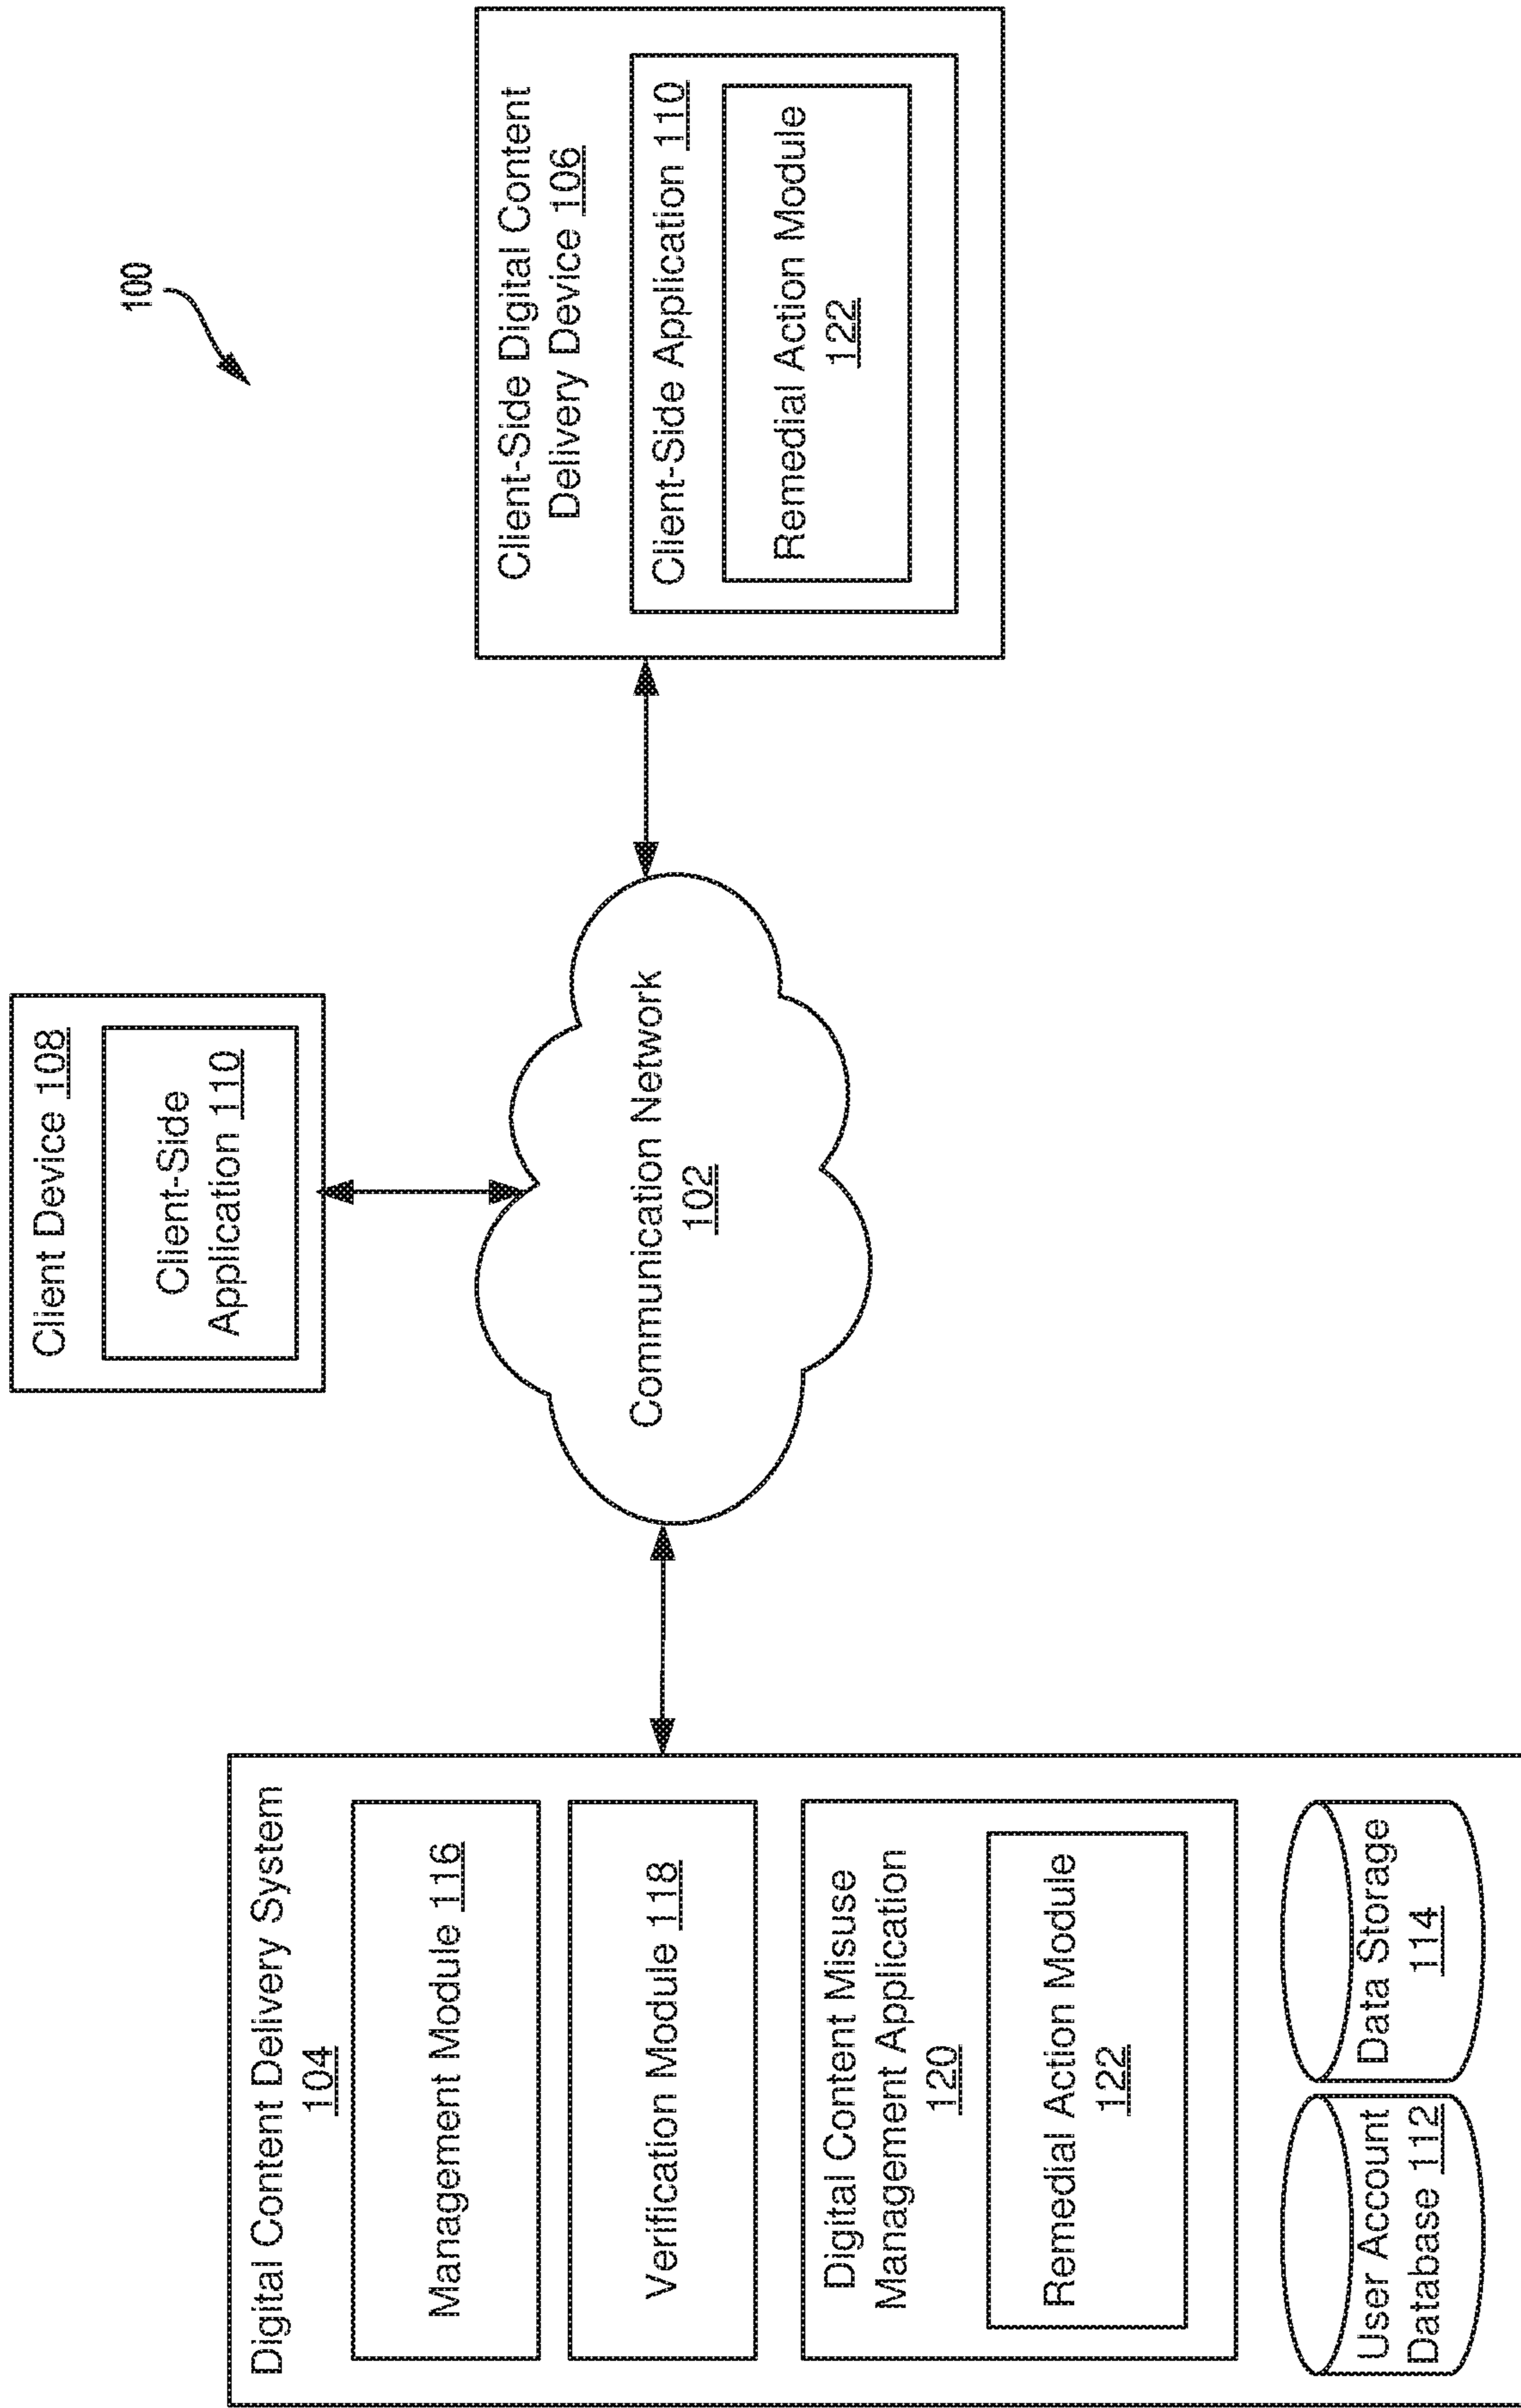 100
Client Device 108
Client-Side
Application 110
Digital Content Delivery System
104
Management Module 116
Verification Module 118
Digital Content Misuse
Management Application
120
Remedial Action Module
122
User Account
Database 112
Data Storage
114
Communication Network
102
Client-Side Digital Content
Delivery Device 106
Client-Side Application 110
Remedial Action Module
122